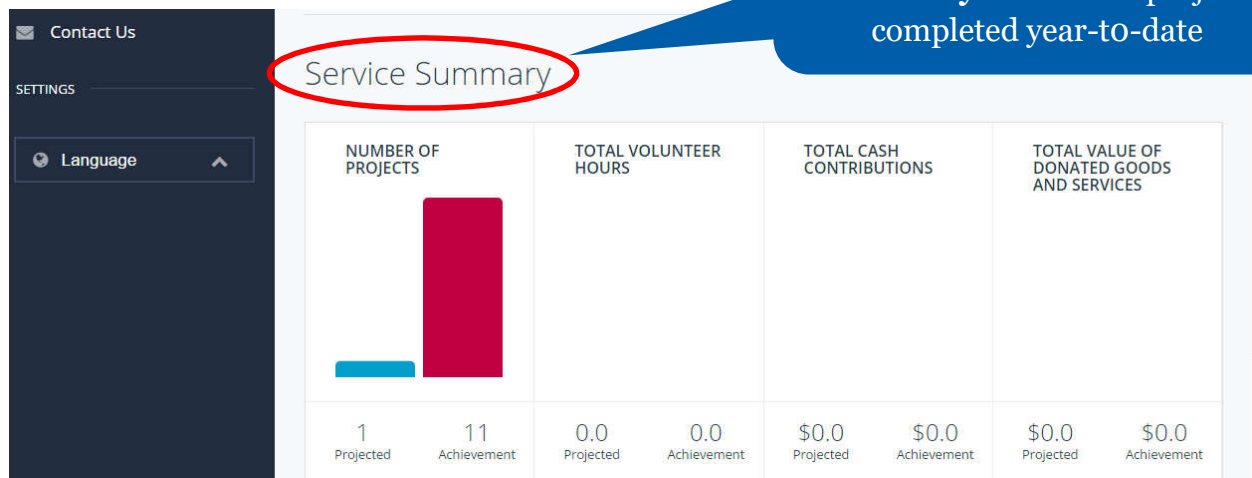 completed year-to-date
Contact Us
SETTINGS
Language
Service Summary
NUMBER OF
PROJECTS
TOTAL VOLUNTEER
HOURS
TOTAL CASH
CONTRIBUTIONS
TOTAL VALUE OF
DONATED GOODS
AND SERVICES
1
Projected
11
Achievement
0.0
Projected
0.0
Achievement
$0.0
Projected
$0.0
Achievement
$0.0
Projected
$0.0
Achievement